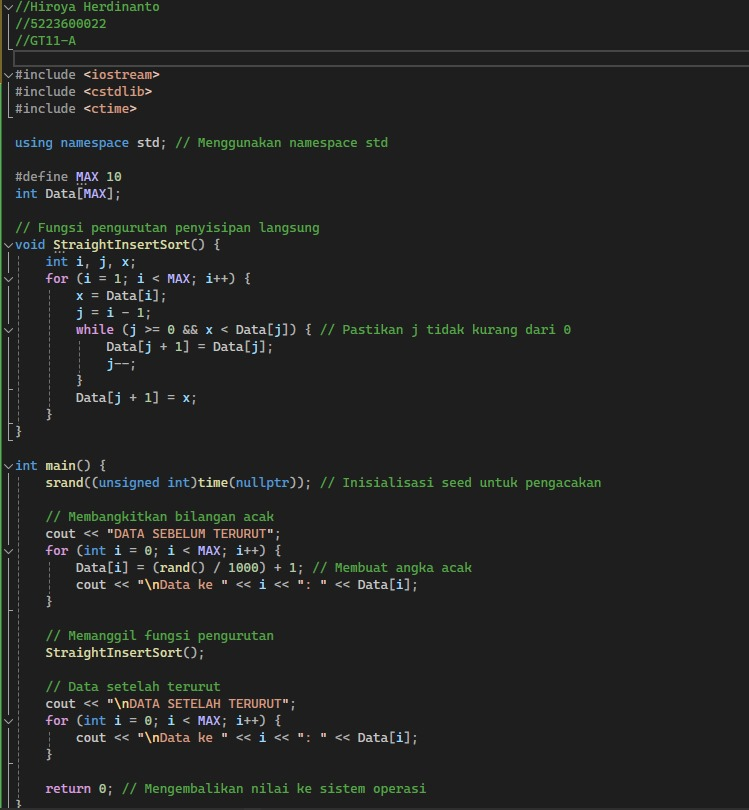 //Hiroya Herdinanto
//5223600022
//GT11-A
#include <iostream>
#include <cstdlib>
#include <ctime>
using namespace std; // Menggunakan namespace std
#define MAX 10
int Data[MAX];
// Fungsi pengurutan penyisipan langsung
void StraightInsertSort() {
    int i, j, x;
    for (i = 1; i < MAX; i++) {
        x = Data[i];
        j = i - 1;
        while (j >= 0 && x < Data[j]) { // Pastikan j tidak kurang dari 0
            Data[j + 1] = Data[j];
            j--;
        }
        Data[j + 1] = x;
    }
}
int main() {
    srand((unsigned int)time(nullptr)); // Inisialisasi seed untuk pengacakan
    // Membangkitkan bilangan acak
    cout << "DATA SEBELUM TERURUT";
    for (int i = 0; i < MAX; i++) {
        Data[i] = (rand() / 1000) + 1; // Membuat angka acak
        cout << "\nData ke " << i << ": " << Data[i];
    }
    // Memanggil fungsi pengurutan
    StraightInsertSort();
    // Data setelah terurut
    cout << "\nDATA SETELAH TERURUT";
    for (int i = 0; i < MAX; i++) {
        cout << "\nData ke " << i << ": " << Data[i];
    }
    return 0; // Mengembalikan nilai ke sistem operasi
}